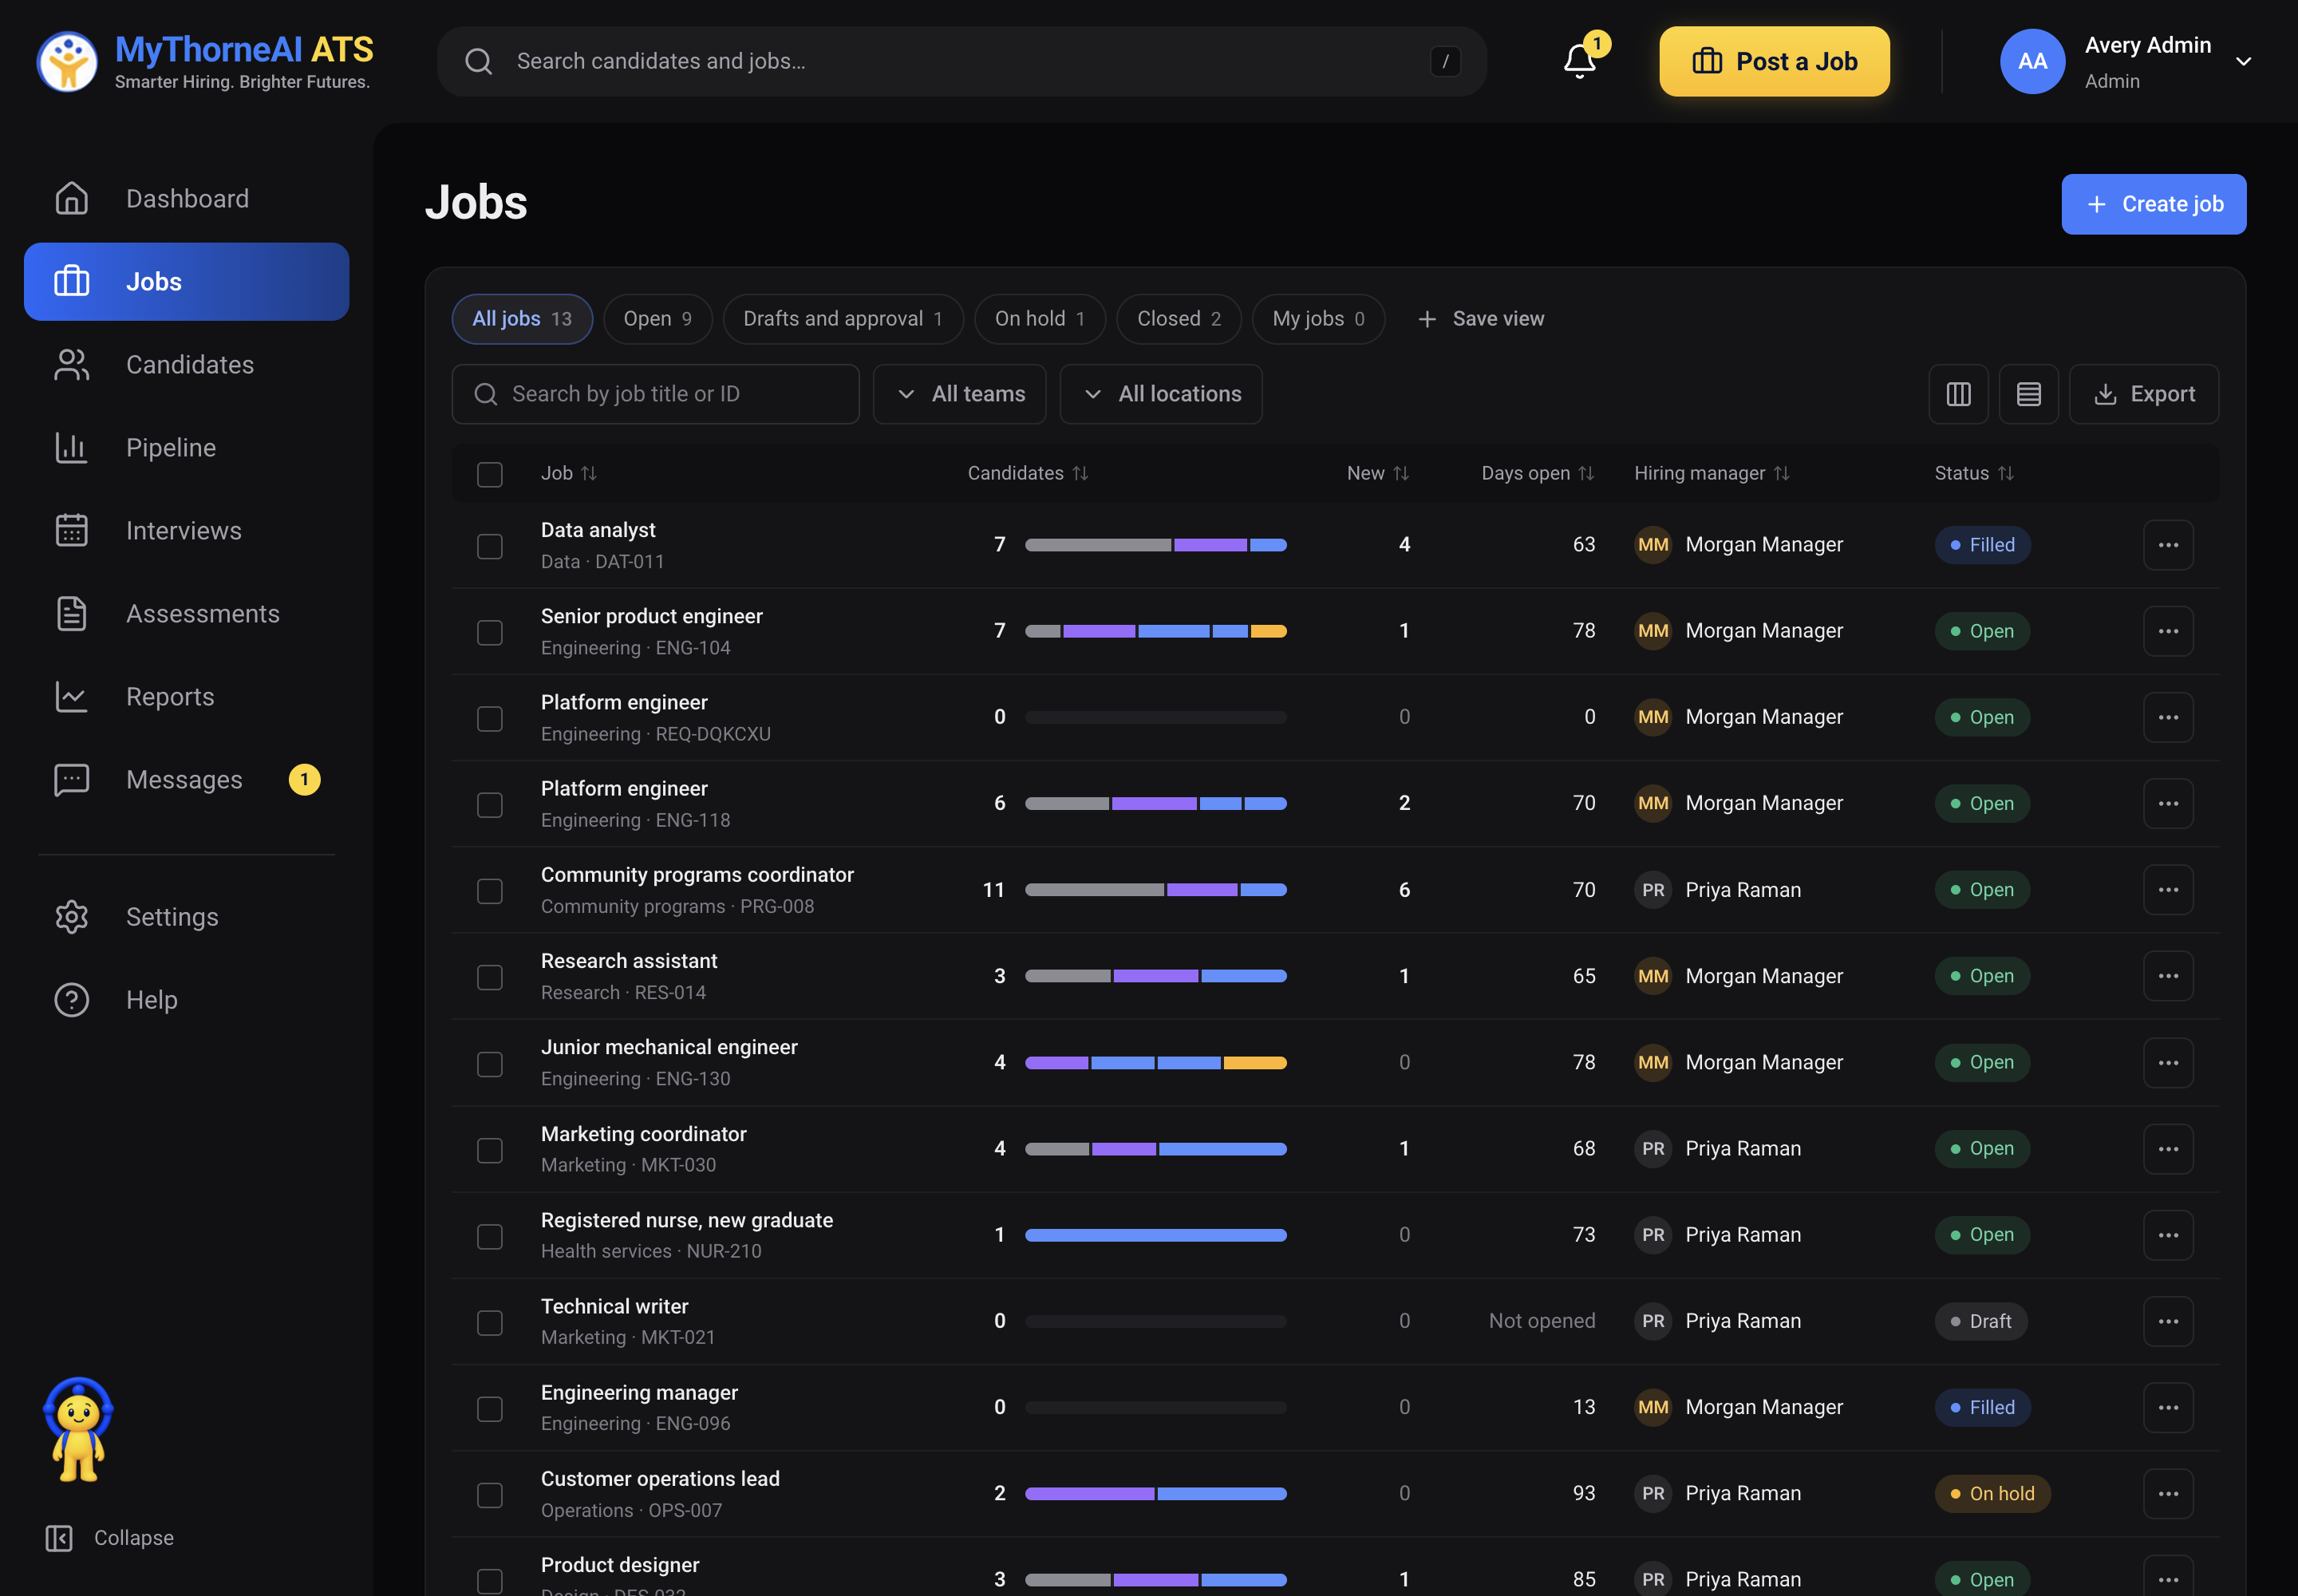 MyThorneAI ATS
Smarter Hiring. Brighter Futures.
Search candidates and jobs...
/
1
Post a Job
AA
Avery Admin
Admin
Dashboard
Jobs
Candidates
Pipeline
Interviews
Assessments
Reports
Messages 1
Settings
Help
Collapse
Jobs
Create job
All jobs 13
Open 9
Drafts and approval 1
On hold 1
Closed 2
My jobs 0
Save view
Search by job title or ID
All teams
All locations
Export
Job Candidates New Days open Hiring manager Status
Data analyst
Data · DAT-011
7 4 63 MM Morgan Manager Filled
Senior product engineer
Engineering · ENG-104
7 1 78 MM Morgan Manager Open
Platform engineer
Engineering · REQ-DQKCXU
0 0 0 MM Morgan Manager Open
Platform engineer
Engineering · ENG-118
6 2 70 MM Morgan Manager Open
Community programs coordinator
Community programs · PRG-008
11 6 70 PR Priya Raman Open
Research assistant
Research · RES-014
3 1 65 MM Morgan Manager Open
Junior mechanical engineer
Engineering · ENG-130
4 0 78 MM Morgan Manager Open
Marketing coordinator
Marketing · MKT-030
4 1 68 PR Priya Raman Open
Registered nurse, new graduate
Health services · NUR-210
1 0 73 PR Priya Raman Open
Technical writer
Marketing · MKT-021
0 0 Not opened PR Priya Raman Draft
Engineering manager
Engineering · ENG-096
0 0 13 MM Morgan Manager Filled
Customer operations lead
Operations · OPS-007
2 0 93 PR Priya Raman On hold
Product designer
3 1 85 PR Priya Raman Open